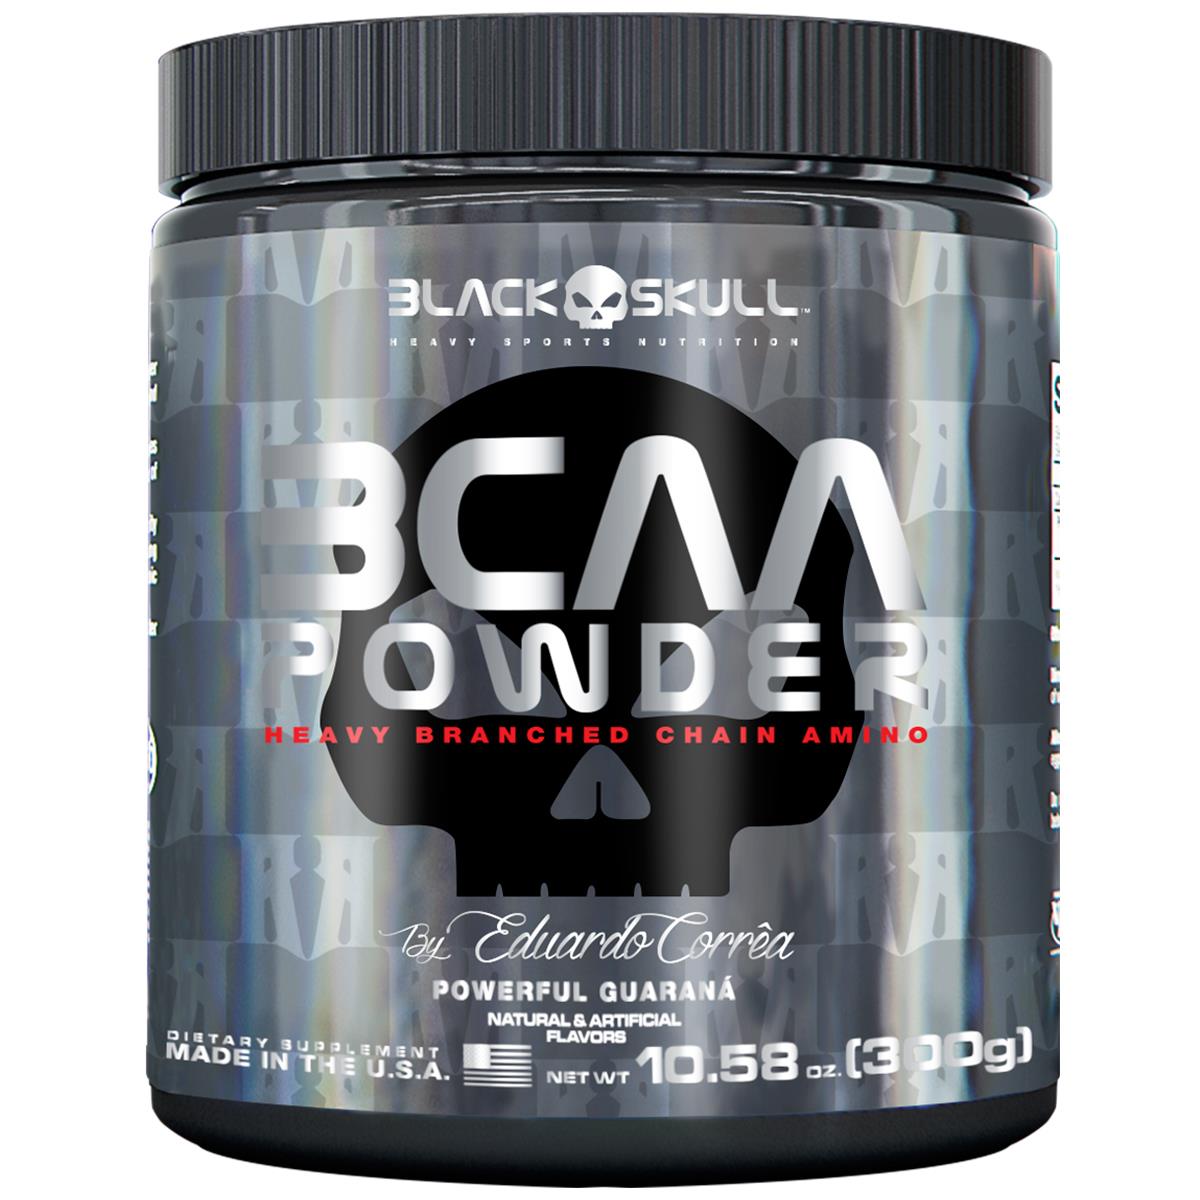 BLACK SKULL™
HEAVY SPORTS NUTRITION
BCAA
POWDER
HEAVY BRANCHED CHAIN AMINO
By Eduardo Corrêa
POWERFUL GUARANÁ
NATURAL & ARTIFICIAL
FLAVORS
DIETARY SUPPLEMENT
MADE IN THE U.S.A.
NET WT 10.58 OZ. (300g)